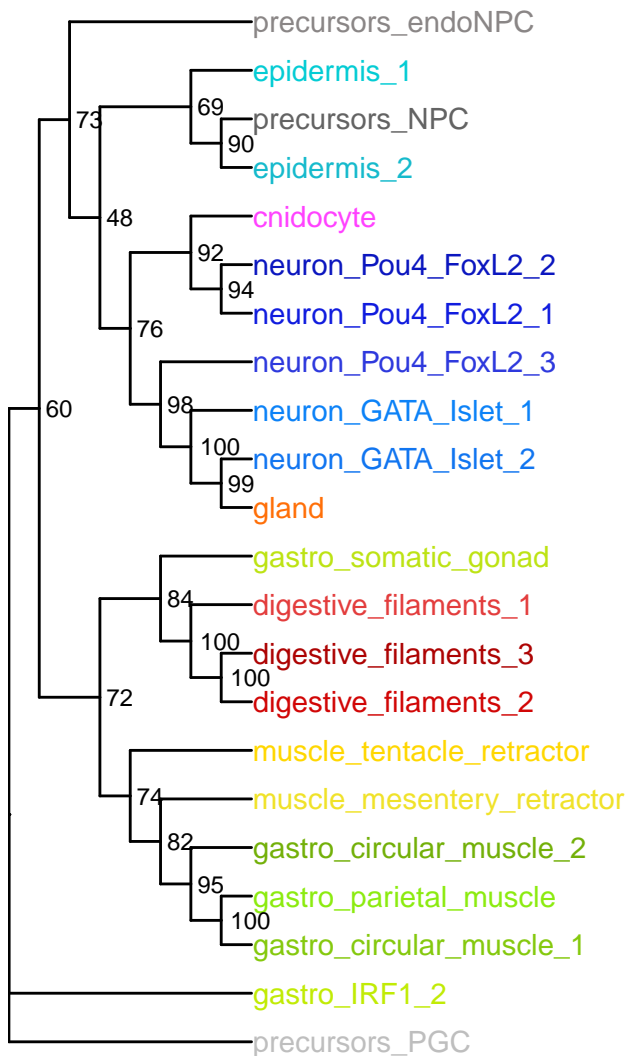 precursors_endoNPC
epidermis_1
73
69
precursors_NPC
90
epidermis_2
48
cnidocyte
92
neuron_Pou4_FoxL2_2
94
neuron_Pou4_FoxL2_1
76
neuron_Pou4_FoxL2_3
98
neuron_GATA_Islet_1
60
100
neuron_GATA_Islet_2
99
gland
gastro_somatic_gonad
84
digestive_filaments_1
100
digestive_filaments_3
100
72
digestive_filaments_2
muscle_tentacle_retractor
74
muscle_mesentery_retractor
82
gastro_circular_muscle_2
95
gastro_parietal_muscle
100
gastro_circular_muscle_1
gastro_IRF1_2
precursors_PGC